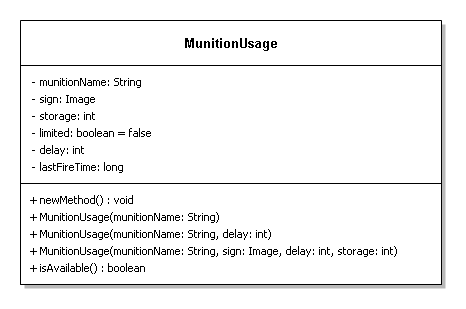 MunitionUsage
- munitionName: String
- sign: Image
- storage: int
- limited: boolean = false
- delay: int
- lastFireTime: long
+ newMethod() : void
+ MunitionUsage(munitionName: String)
+ MunitionUsage(munitionName: String, delay: int)
+ MunitionUsage(munitionName: String, sign: Image, delay: int, storage: int)
+ isAvailable() : boolean